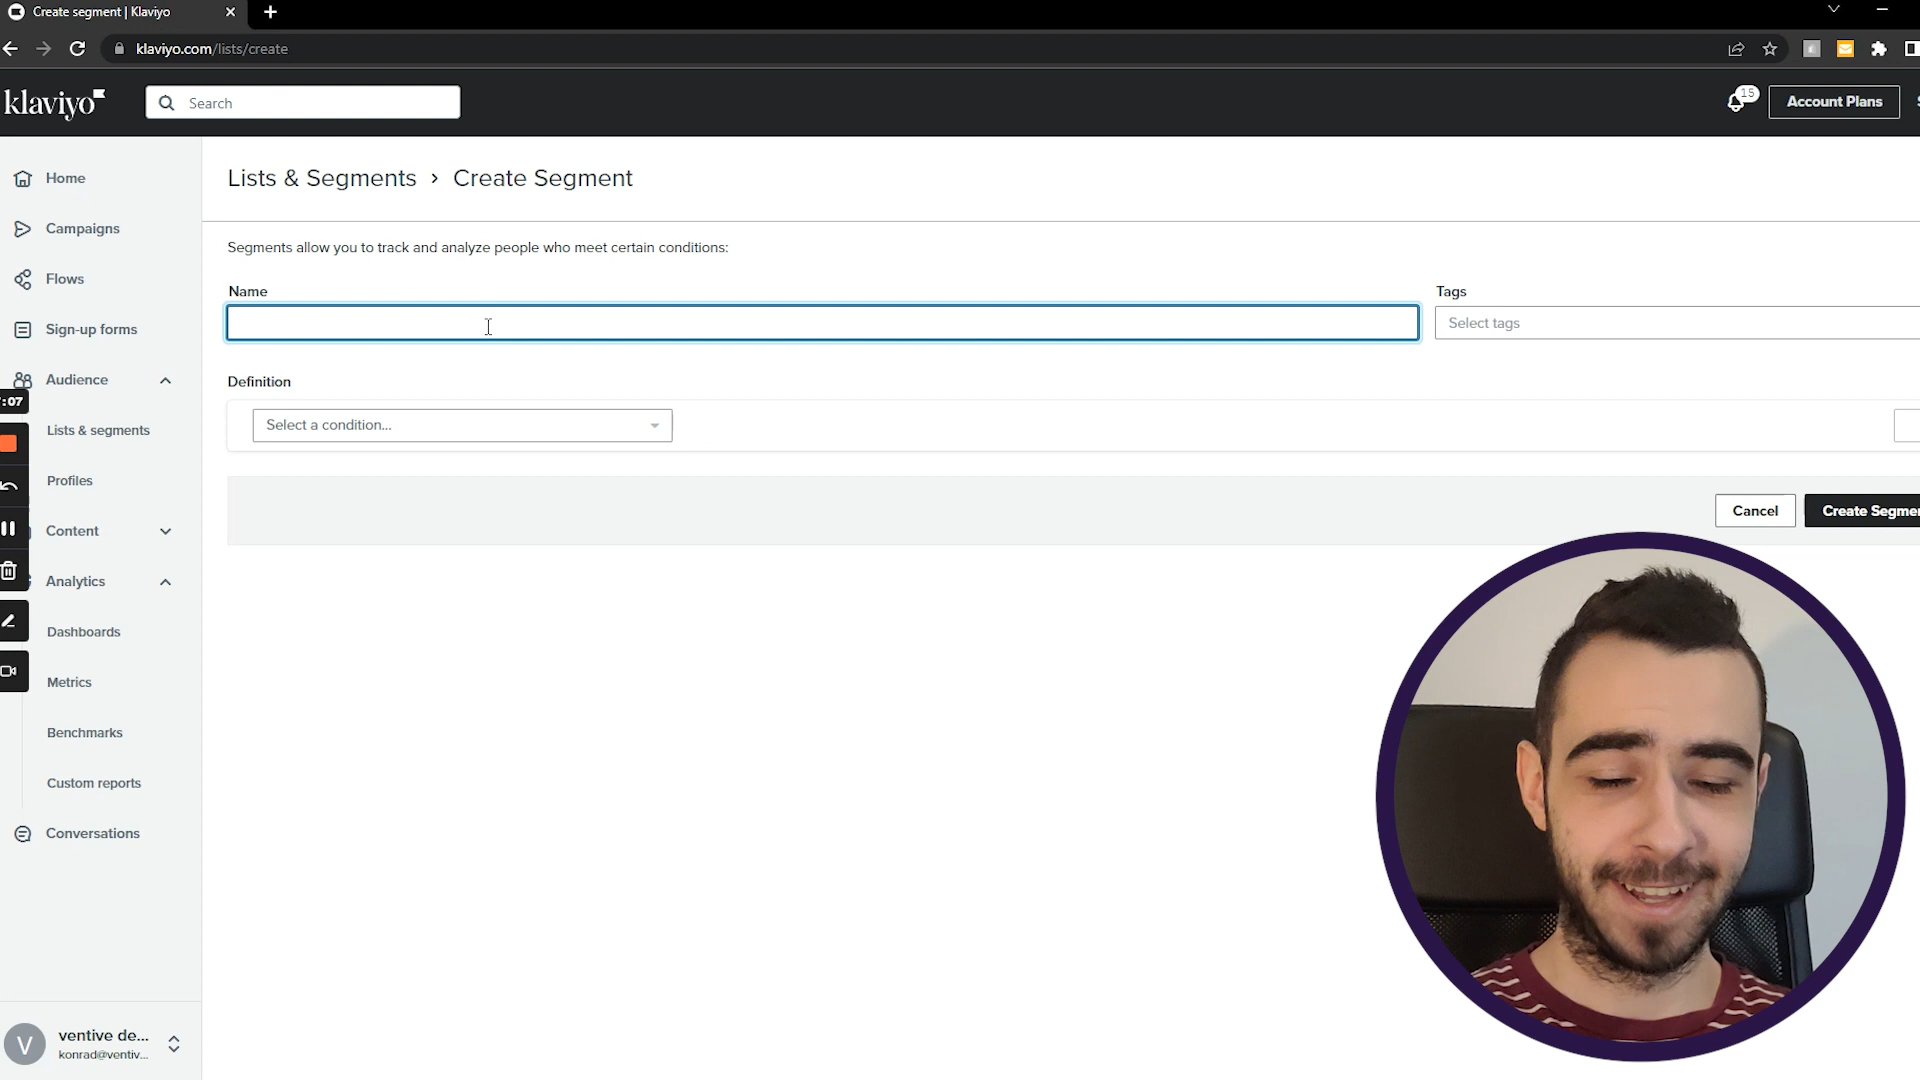 Create segment | Klaviyo
klaviyo.com/lists/create
klaviyo
Search
15
Account Plans
Home
Campaigns
Flows
Sign-up forms
Audience
Lists & segments
Profiles
Content
Analytics
Dashboards
Metrics
Benchmarks
Custom reports
Conversations
:07
V
ventive de...
konrad@ventiv...
Lists & Segments › Create Segment
Segments allow you to track and analyze people who meet certain conditions:
Name
Tags
Select tags
Definition
Select a condition...
Cancel
Create Segmen